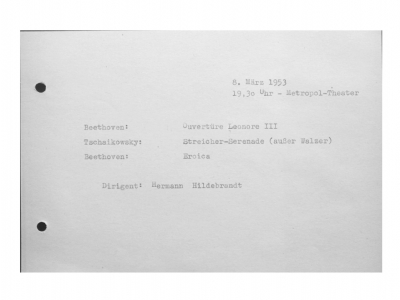 8. März 1953
19.30 Uhr - Metropol-Theater
Beethoven: Ouvertüre Leonore III
Tschaikowsky: Streicher-Serenade (außer Walzer)
Beethoven: Eroica
Dirigent: Hermann Hildebrandt